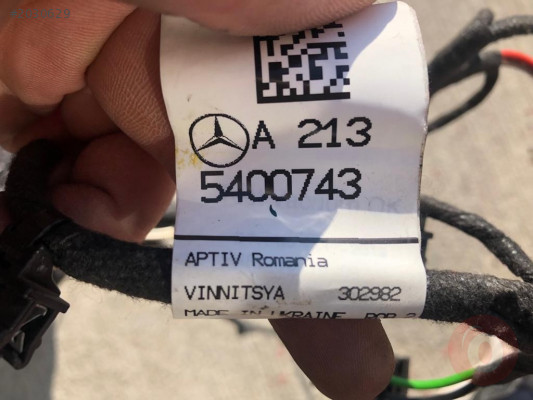 A 213
5400743
APTIV Romania
VINNITSYA 302982
MADE IN UKRAINE